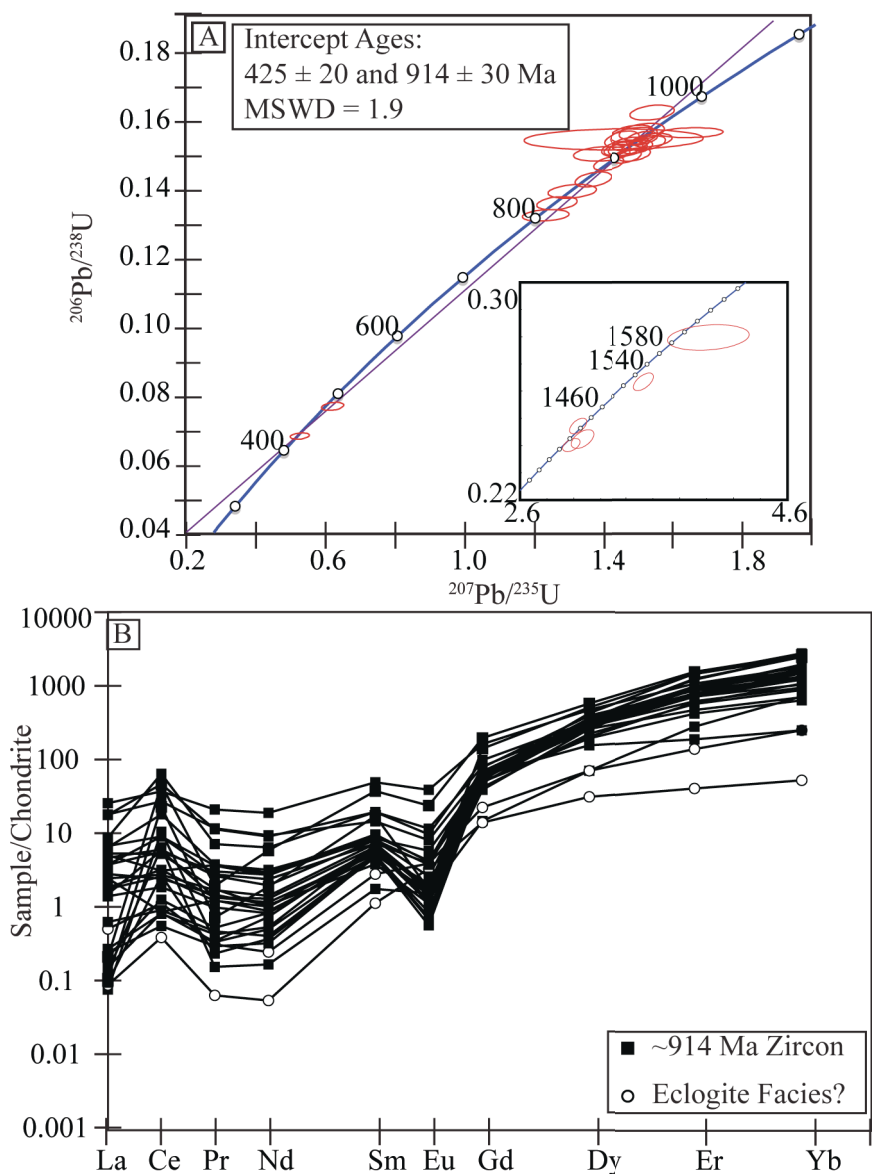 A
Intercept Ages:
425 ± 20 and 914 ± 30 Ma
MSWD = 1.9
0.18
0.16
0.14
0.12
0.10
0.08
0.06
0.04
206Pb/238U
1000
800
600
400
0.30
1580
1540
1460
0.22
2.6 4.6
0.2 0.6 1.0 1.4 1.8
207Pb/235U
B
10000
1000
100
10
1
0.1
0.01
0.001
Sample/Chondrite
~914 Ma Zircon
Eclogite Facies?
La Ce Pr Nd Sm Eu Gd Dy Er Yb